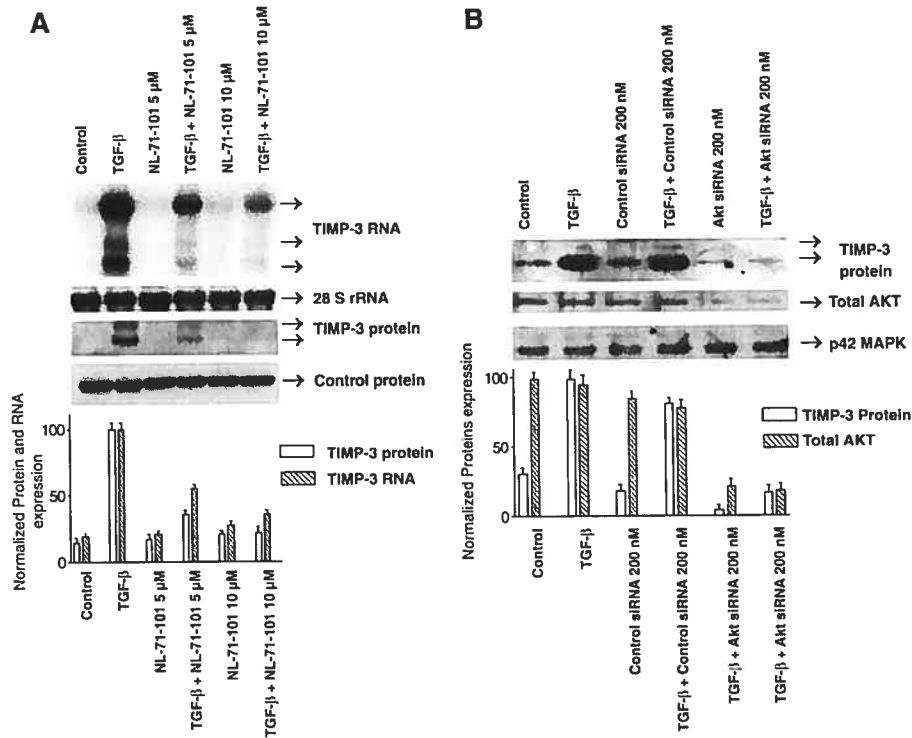 A
Control
TGF-β
NL-71-101 5 µM
TGF-β + NL-71-101 5 µM
NL-71-101 10 µM
TGF-β + NL-71-101 10 µM
TIMP-3 RNA
28 S rRNA
TIMP-3 protein
Control protein
Normalized Protein and RNA
expression
100
50
0
TIMP-3 protein
TIMP-3 RNA
Control
TGF-β
NL-71-101 5 µM
TGF-β + NL-71-101 5 µM
NL-71-101 10 µM
TGF-β + NL-71-101 10 µM
B
Control
TGF-β
Control siRNA 200 nM
TGF-β + Control siRNA 200 nM
Akt siRNA 200 nM
TGF-β + Akt siRNA 200 nM
TIMP-3
protein
Total AKT
p42 MAPK
Normalized Proteins expression
100
50
0
TIMP-3 Protein
Total AKT
Control
TGF-β
Control siRNA 200 nM
TGF-β + Control siRNA 200 nM
TGF-β + Akt siRNA 200 nM
TGF-β + Akt siRNA 200 nM